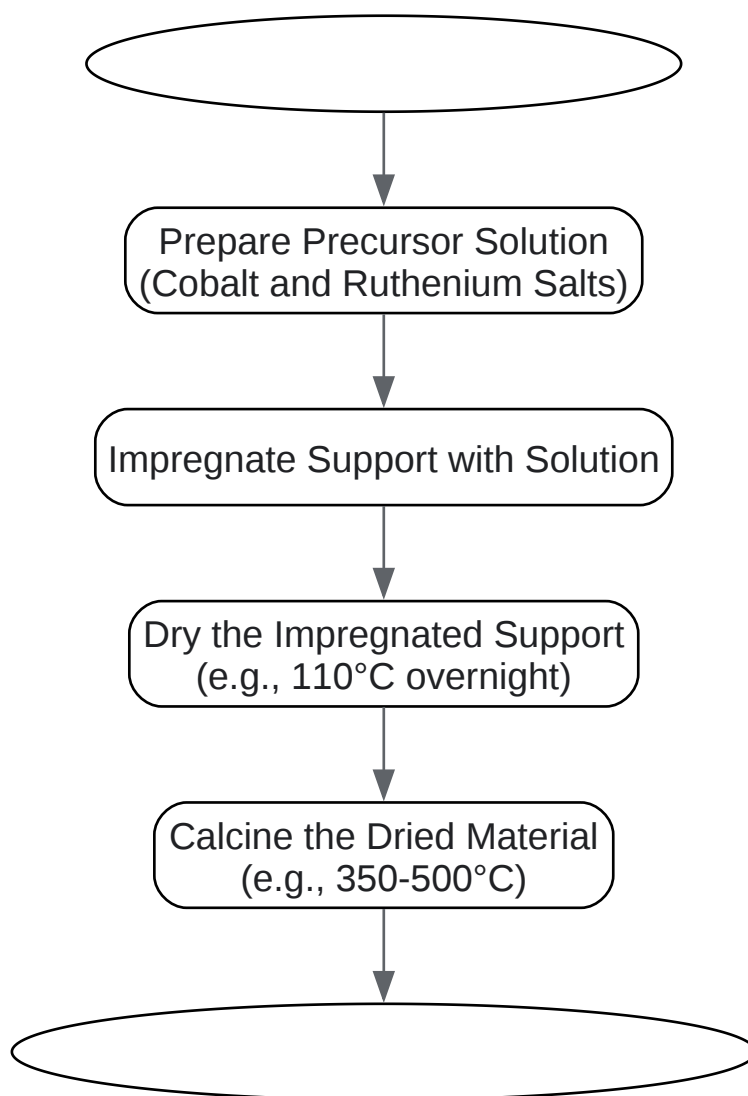 Prepare Precursor Solution
(Cobalt and Ruthenium Salts)
Impregnate Support with Solution
Dry the Impregnated Support
(e.g., 110°C overnight)
Calcine the Dried Material
(e.g., 350-500°C)